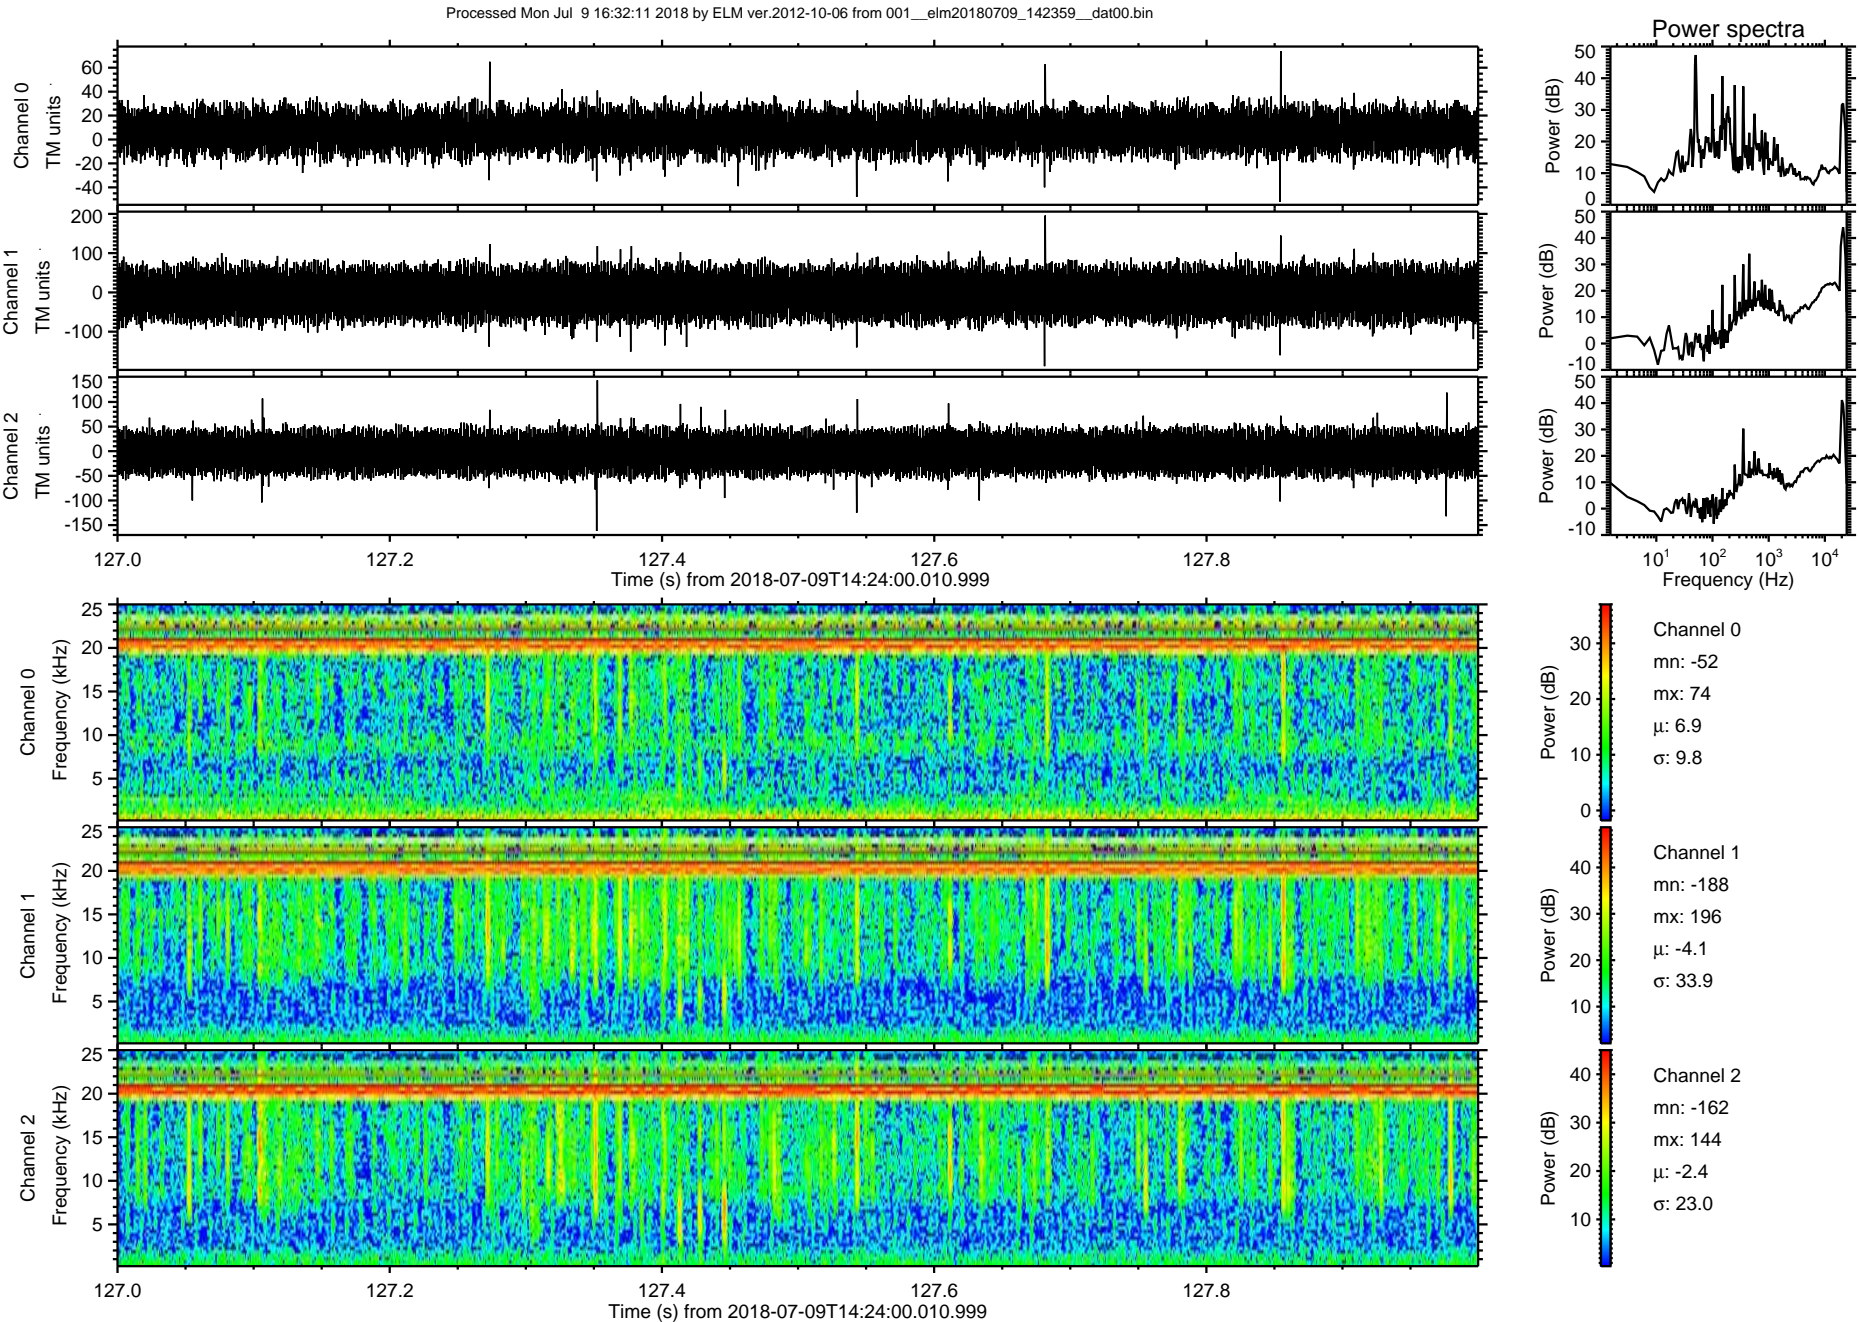 Processed Mon Jul  9 16:32:11 2018 by ELM ver.2012-10-06 from 001__elm20180709_142359__dat00.bin
Power spectra
Channel 0
TM units
60
40
20
0
-20
-40
Power (dB)
50
40
30
20
10
0
Channel 1
TM units
200
100
0
-100
Power (dB)
50
40
30
20
10
0
-10
Channel 2
TM units
150
100
50
0
-50
-100
-150
Power (dB)
50
40
30
20
10
0
-10
127.0 127.2 127.4 127.6 127.8
Time (s) from 2018-07-09T14:24:00.010.999
10¹ 10² 10³ 10⁴
Frequency (Hz)
Channel 0
Frequency (kHz)
25
20
15
10
5
Power (dB)
30
20
10
0
Channel 0
mn: -52
mx: 74
μ: 6.9
σ: 9.8
Channel 1
Frequency (kHz)
25
20
15
10
5
Power (dB)
40
30
20
10
Channel 1
mn: -188
mx: 196
μ: -4.1
σ: 33.9
Channel 2
Frequency (kHz)
25
20
15
10
5
Power (dB)
40
30
20
10
Channel 2
mn: -162
mx: 144
μ: -2.4
σ: 23.0
127.0 127.2 127.4 127.6 127.8
Time (s) from 2018-07-09T14:24:00.010.999